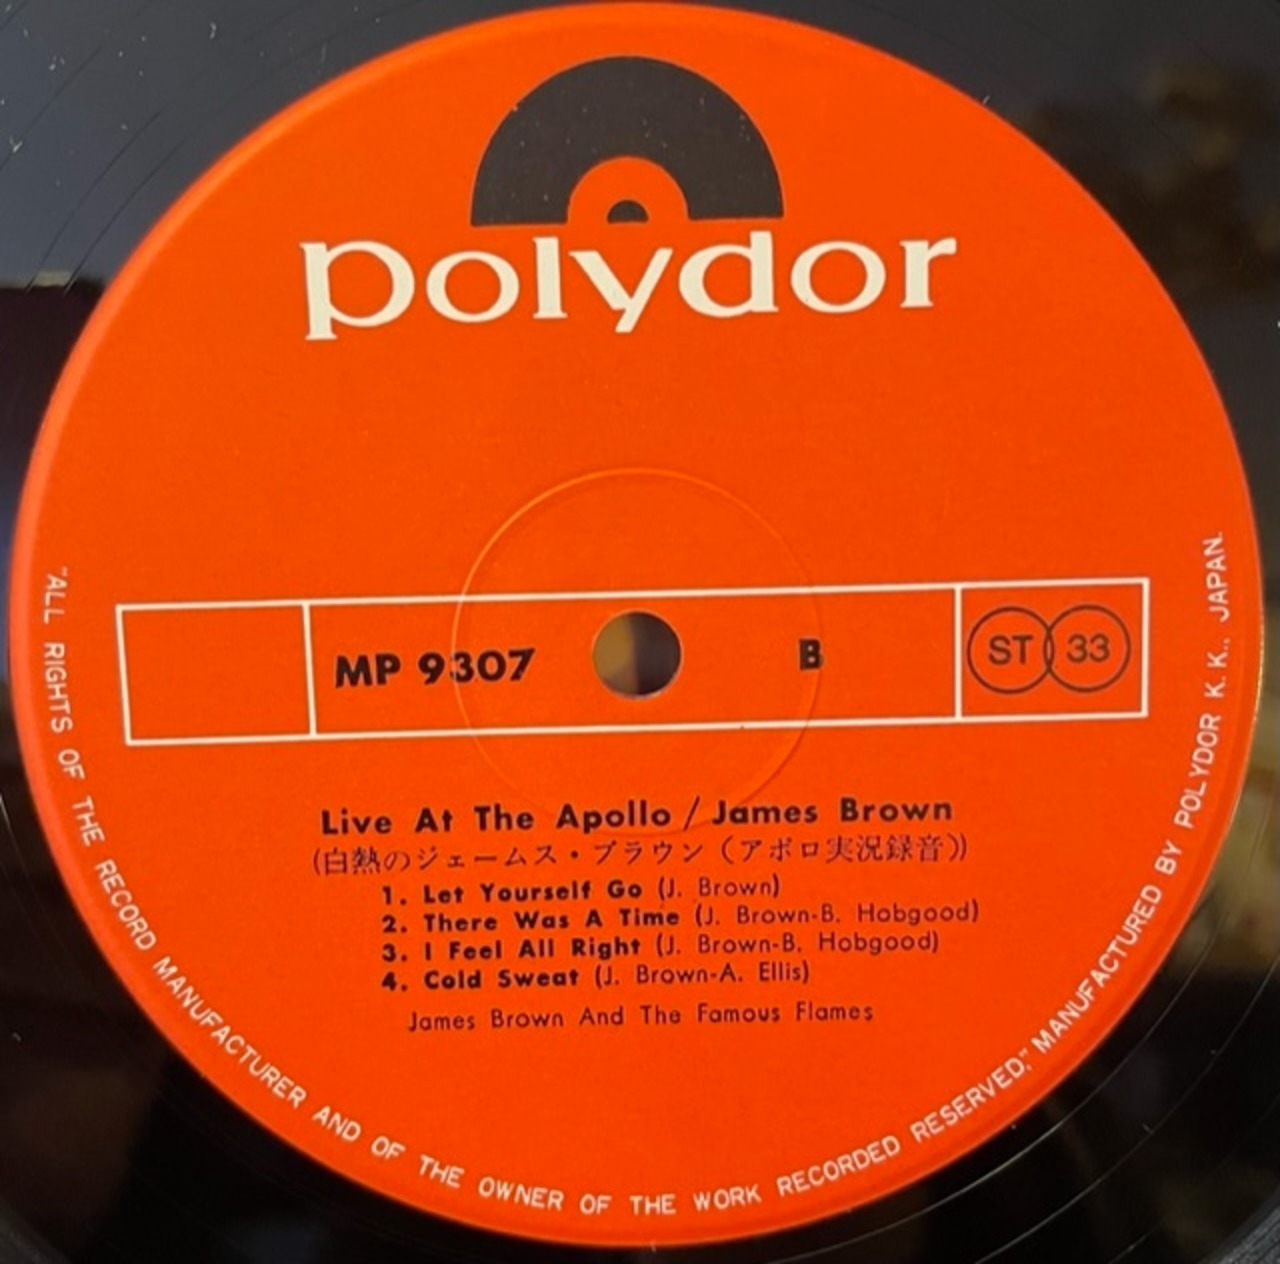 polydor
MP 9307
B
ST 33
Live At The Apollo / James Brown
(白熱のジェームス・ブラウン（アポロ実況録音))
1. Let Yourself Go (J. Brown)
2. There Was A Time (J. Brown-B. Hobgood)
3. I Feel All Right (J. Brown-B. Hobgood)
4. Cold Sweat (J. Brown-A. Ellis)
James Brown And The Famous Flames
"ALL RIGHTS OF THE RECORD MANUFACTURER AND OF THE OWNER OF THE WORK RECORDED RESERVED," MANUFACTURED BY POLYDOR K.K., JAPAN.